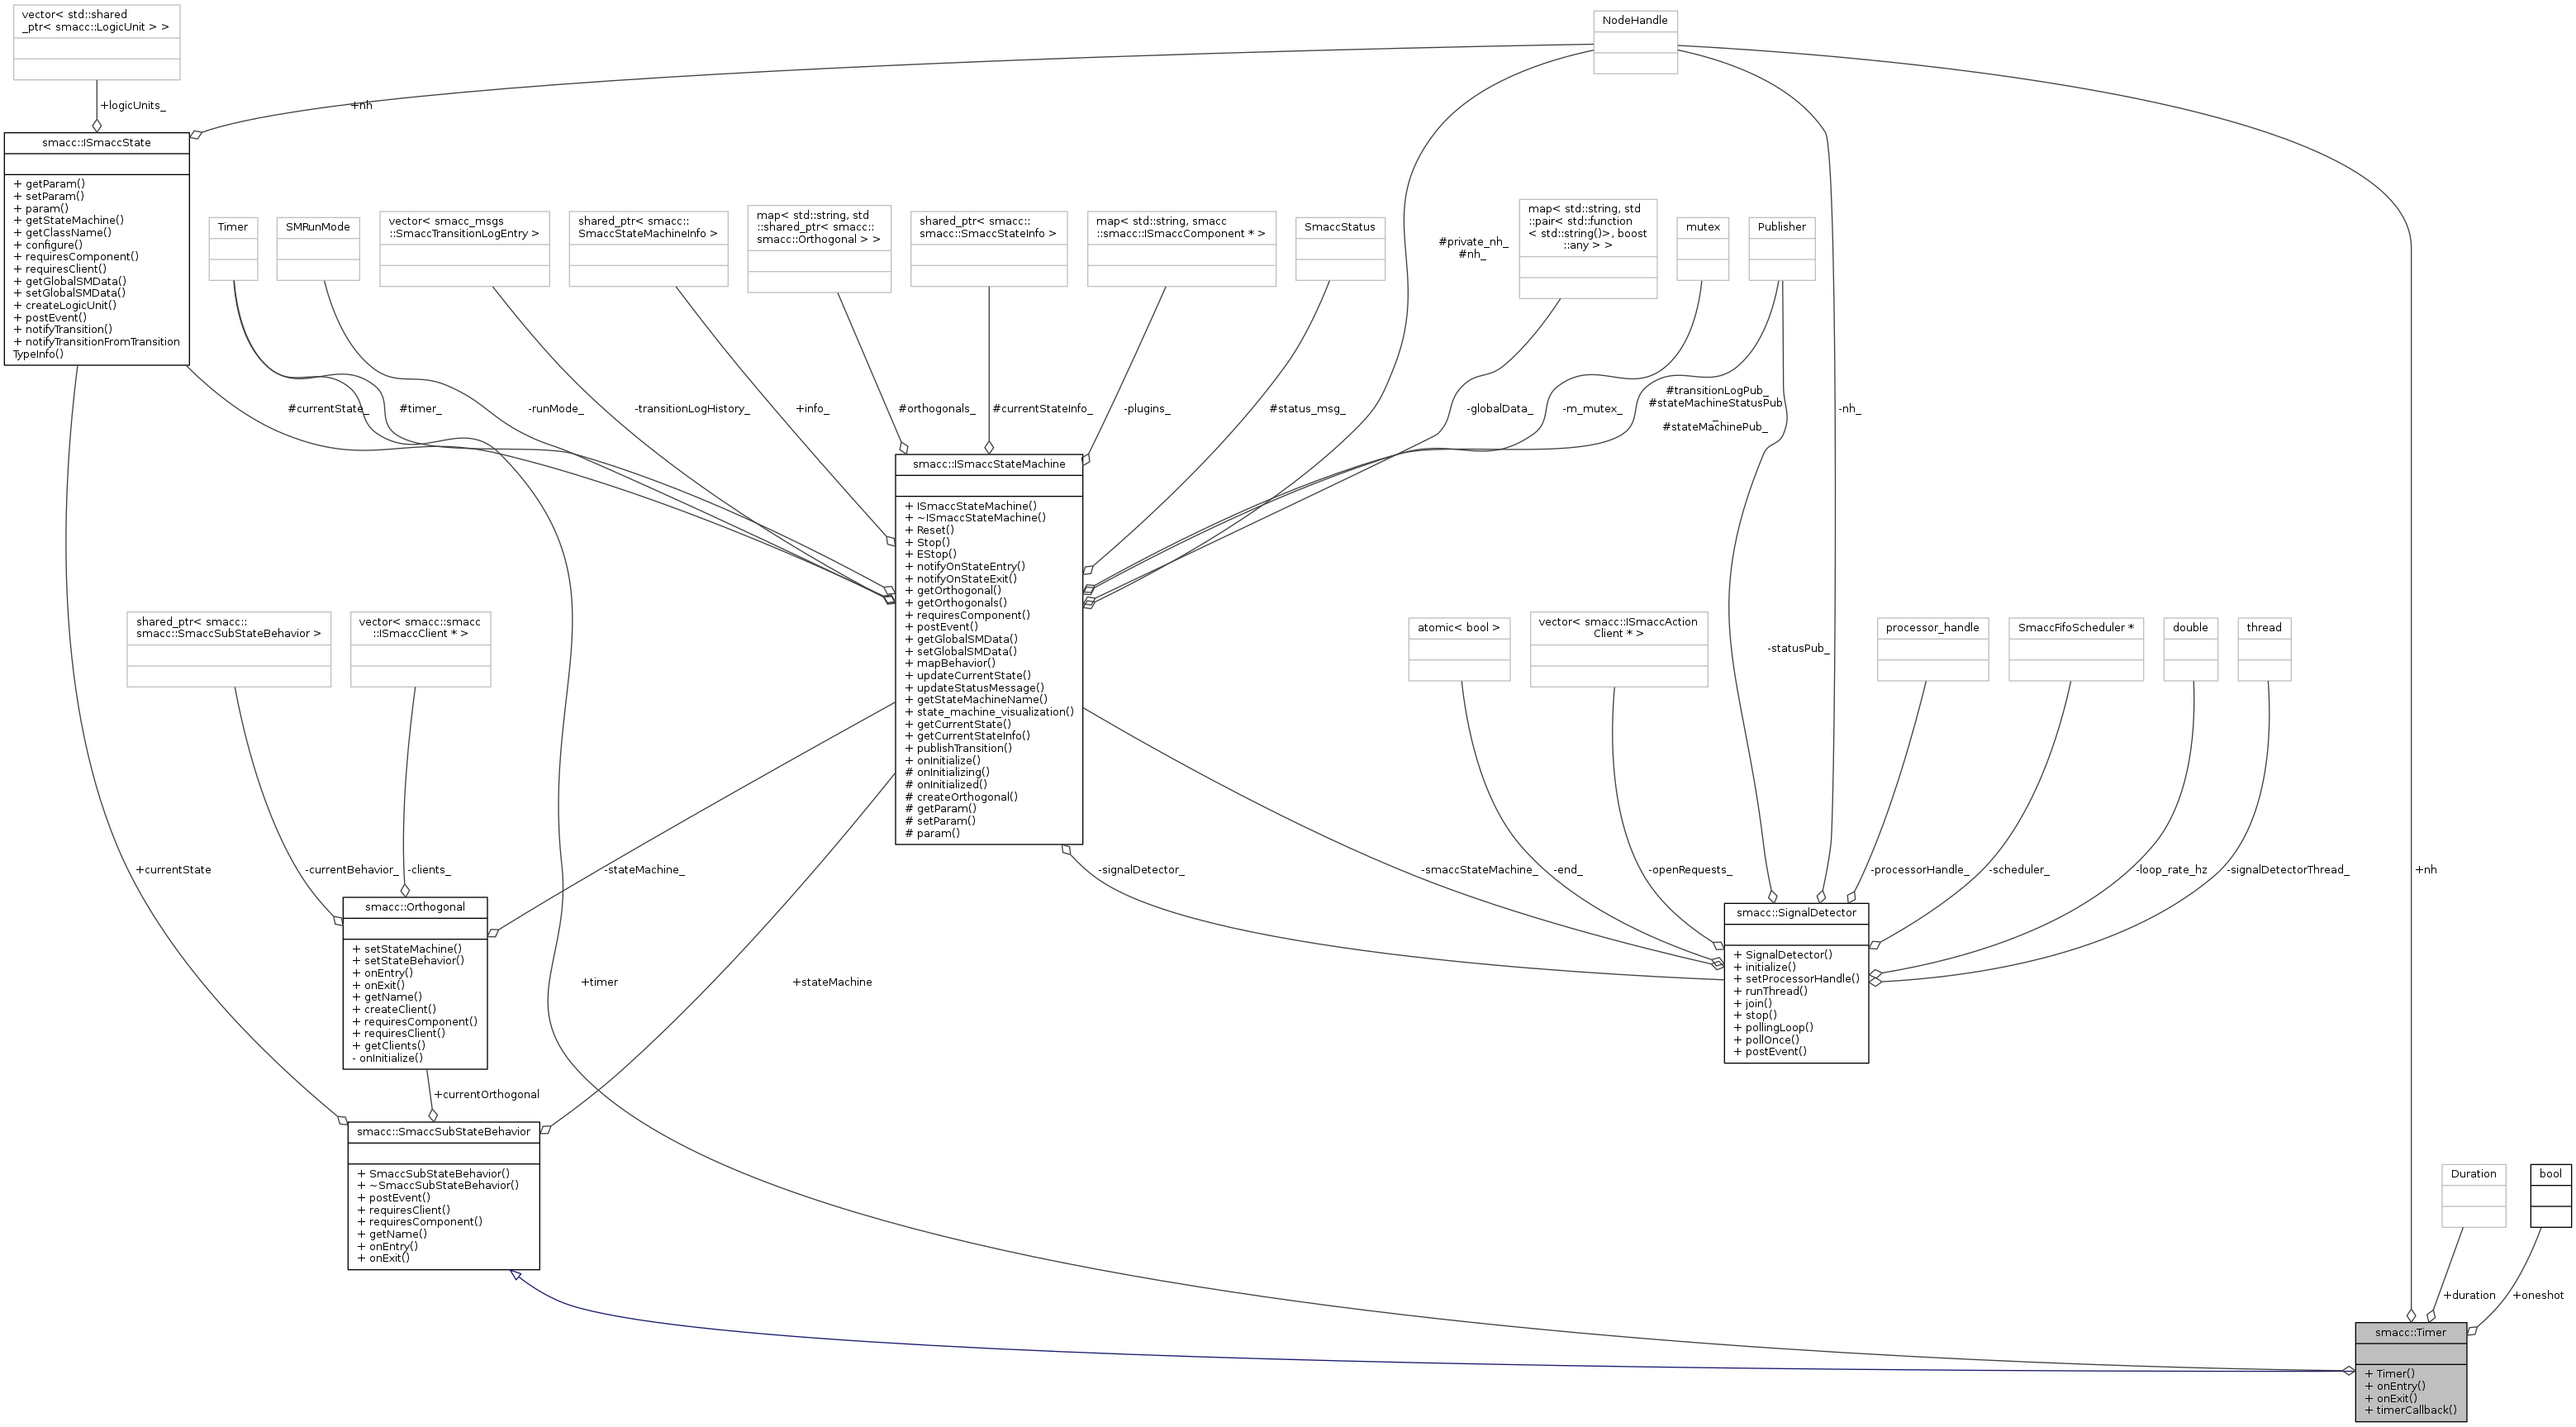 vector< std::shared
_ptr< smacc::LogicUnit > >
NodeHandle
+logicUnits_
+nh
smacc::ISmaccState
+ getParam()
+ setParam()
+ param()
+ getStateMachine()
+ getClassName()
+ configure()
+ requiresComponent()
+ requiresClient()
+ getGlobalSMData()
+ setGlobalSMData()
+ createLogicUnit()
+ postEvent()
+ notifyTransition()
+ notifyTransitionFromTransition
TypeInfo()
Timer
SMRunMode
vector< smacc_msgs
::SmaccTransitionLogEntry >
shared_ptr< smacc::
SmaccStateMachineInfo >
map< std::string, std
::shared_ptr< smacc::
smacc::Orthogonal > >
shared_ptr< smacc::
smacc::SmaccStateInfo >
map< std::string, smacc
::smacc::ISmaccComponent * >
SmaccStatus
#private_nh_
#nh_
map< std::string, std
::pair< std::function
< std::string()>, boost
::any > >
mutex
Publisher
#currentState_
#timer_
-runMode_
-transitionLogHistory_
+info_
#orthogonals_
#currentStateInfo_
-plugins_
#status_msg_
-globalData_
-m_mutex_
#transitionLogPub_
#stateMachineStatusPub
_
#stateMachinePub_
-nh_
smacc::ISmaccStateMachine
+ ISmaccStateMachine()
+ ~ISmaccStateMachine()
+ Reset()
+ Stop()
+ EStop()
+ notifyOnStateEntry()
+ notifyOnStateExit()
+ getOrthogonal()
+ getOrthogonals()
+ requiresComponent()
+ postEvent()
+ getGlobalSMData()
+ setGlobalSMData()
+ mapBehavior()
+ updateCurrentState()
+ updateStatusMessage()
+ getStateMachineName()
+ state_machine_visualization()
+ getCurrentState()
+ getCurrentStateInfo()
+ publishTransition()
+ onInitialize()
# onInitializing()
# onInitialized()
# createOrthogonal()
# getParam()
# setParam()
# param()
shared_ptr< smacc::
smacc::SmaccSubStateBehavior >
vector< smacc::smacc
::ISmaccClient * >
atomic< bool >
vector< smacc::ISmaccAction
Client * >
-statusPub_
processor_handle
SmaccFifoScheduler *
double
thread
+currentState
-currentBehavior_
-clients_
-stateMachine_
-signalDetector_
-smaccStateMachine_
-end_
-openRequests_
-processorHandle_
-scheduler_
-loop_rate_hz
-signalDetectorThread_
+nh
smacc::Orthogonal
+ setStateMachine()
+ setStateBehavior()
+ onEntry()
+ onExit()
+ getName()
+ createClient()
+ requiresComponent()
+ requiresClient()
+ getClients()
- onInitialize()
+timer
+stateMachine
smacc::SignalDetector
+ SignalDetector()
+ initialize()
+ setProcessorHandle()
+ runThread()
+ join()
+ stop()
+ pollingLoop()
+ pollOnce()
+ postEvent()
+currentOrthogonal
smacc::SmaccSubStateBehavior
+ SmaccSubStateBehavior()
+ ~SmaccSubStateBehavior()
+ postEvent()
+ requiresClient()
+ requiresComponent()
+ getName()
+ onEntry()
+ onExit()
Duration
bool
+duration
+oneshot
smacc::Timer
+ Timer()
+ onEntry()
+ onExit()
+ timerCallback()